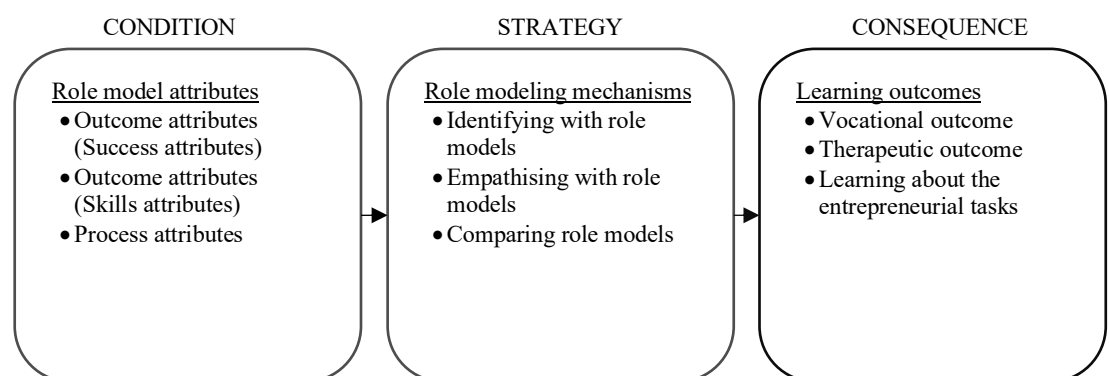 CONDITION
STRATEGY
CONSEQUENCE
Role model attributes
• Outcome attributes
(Success attributes)
• Outcome attributes
(Skills attributes)
• Process attributes
Role modeling mechanisms
• Identifying with role
models
• Empathising with role
models
• Comparing role models
Learning outcomes
• Vocational outcome
• Therapeutic outcome
• Learning about the
entrepreneurial tasks